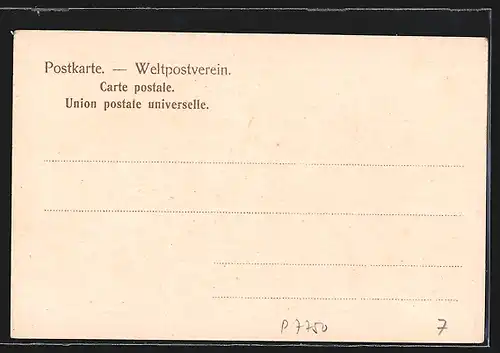 Postkarte. — Weltpostverein.
Carte postale.
Union postale universelle.
P 7750 7